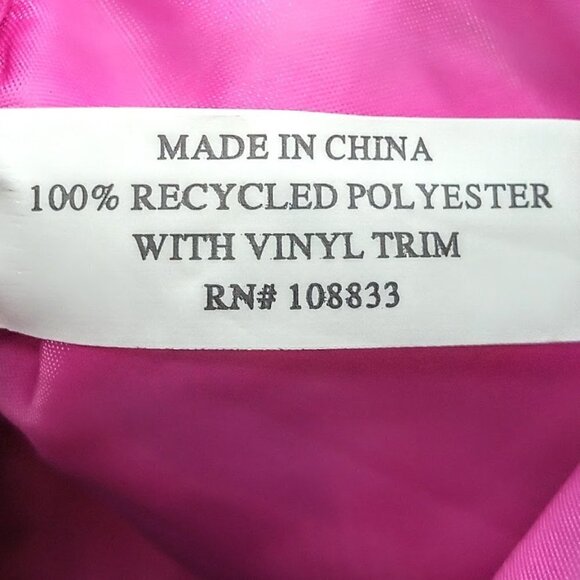 MADE IN CHINA
100% RECYCLED POLYESTER
WITH VINYL TRIM
RN# 108833